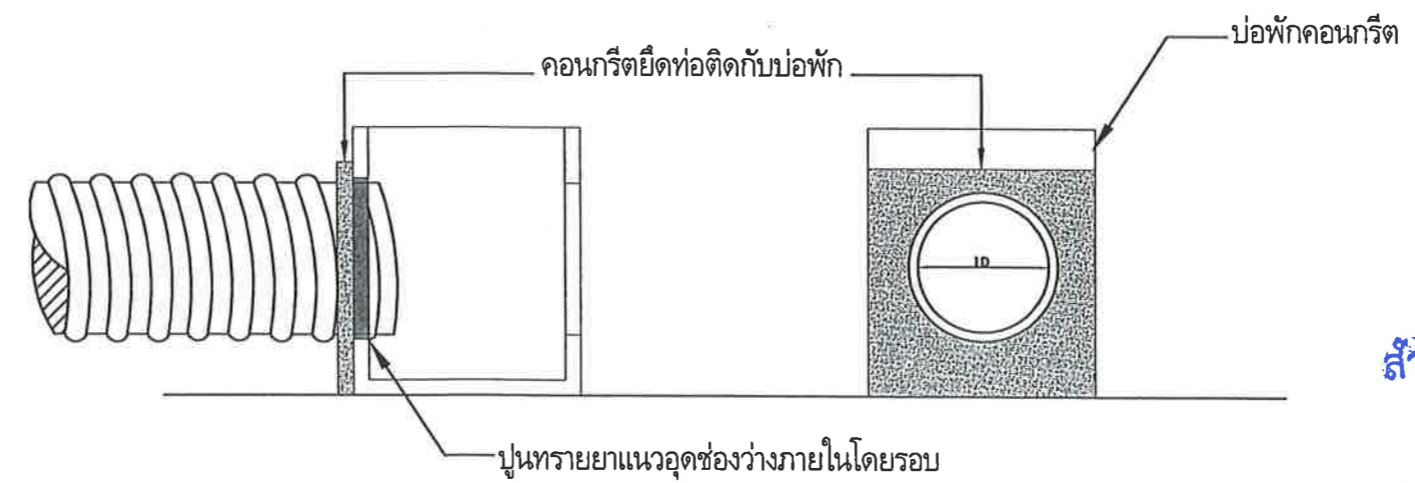 บ่อพักคอนกรีต
คอนกรีตยึดท่อติดกับบ่อพัก
ID
ปูนทรายยาแนวอุดช่องว่างภายในโดยรอบ